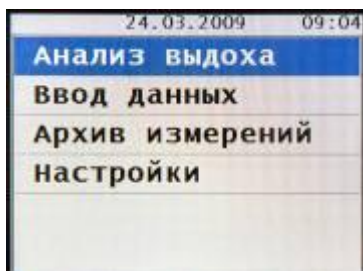 24.03.2009 09:04
Анализ выдоха
Ввод данных
Архив измерений
Настройки